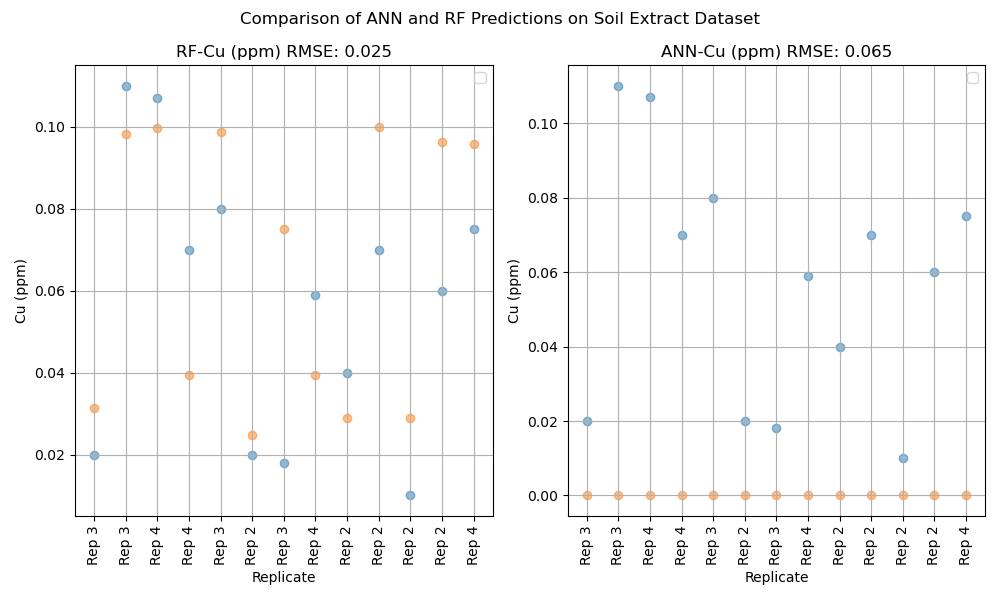 Comparison of ANN and RF Predictions on Soil Extract Dataset
RF-Cu (ppm) RMSE: 0.025
Cu (ppm)
0.10
0.08
0.06
0.04
0.02
Rep 3
Rep 3
Rep 4
Rep 4
Rep 3
Rep 2
Rep 3
Rep 4
Rep 2
Rep 2
Rep 2
Rep 2
Rep 4
Replicate
ANN-Cu (ppm) RMSE: 0.065
Cu (ppm)
0.10
0.08
0.06
0.04
0.02
0.00
Rep 3
Rep 3
Rep 4
Rep 4
Rep 3
Rep 2
Rep 3
Rep 4
Rep 2
Rep 2
Rep 2
Rep 2
Rep 4
Replicate